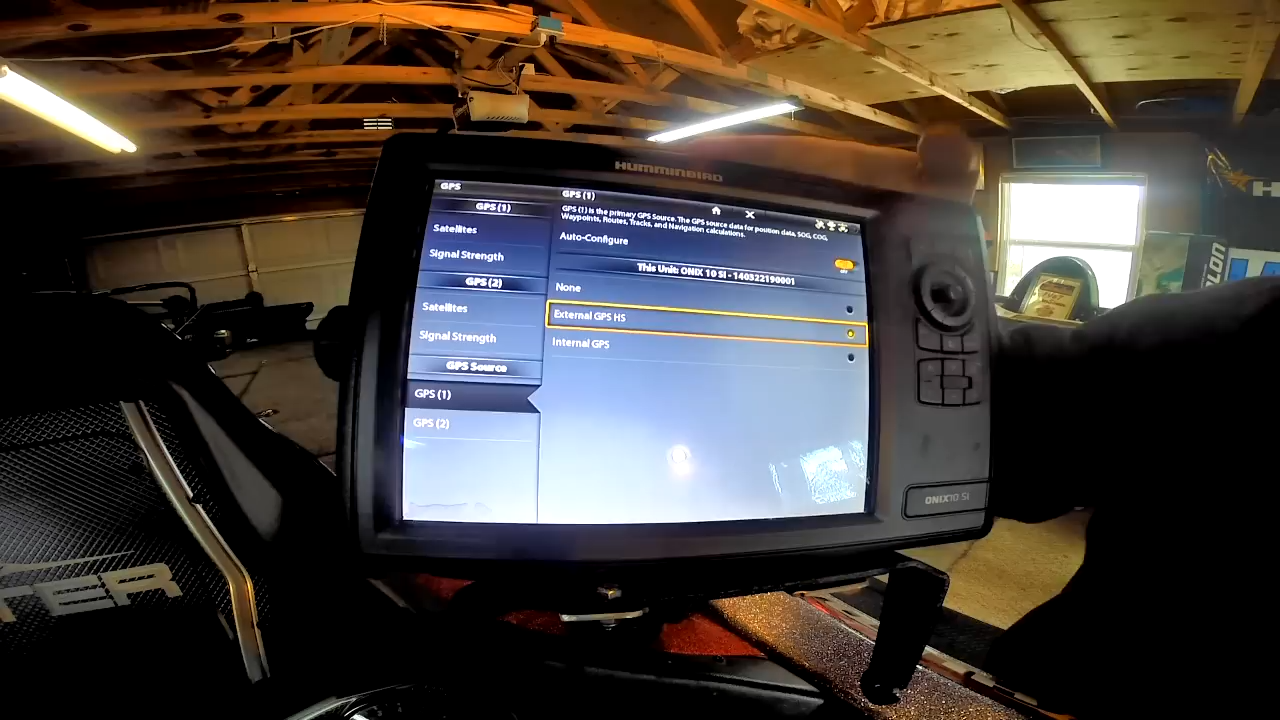 HUMMINBIRD
GPS
GPS (1)
Satellites
Signal Strength
GPS (2)
Satellites
Signal Strength
GPS Source
GPS (1)
GPS (2)
GPS (1)
GPS (1) is the primary GPS Source. The GPS source data for position data, SOG, COG,
Waypoints, Routes, Tracks, and Navigation calculations.
Auto-Configure
OFF
This Unit: ONIX 10 SI - 140322190001
None
External GPS HS
Internal GPS
ONIX10 SI
TER
H
LON